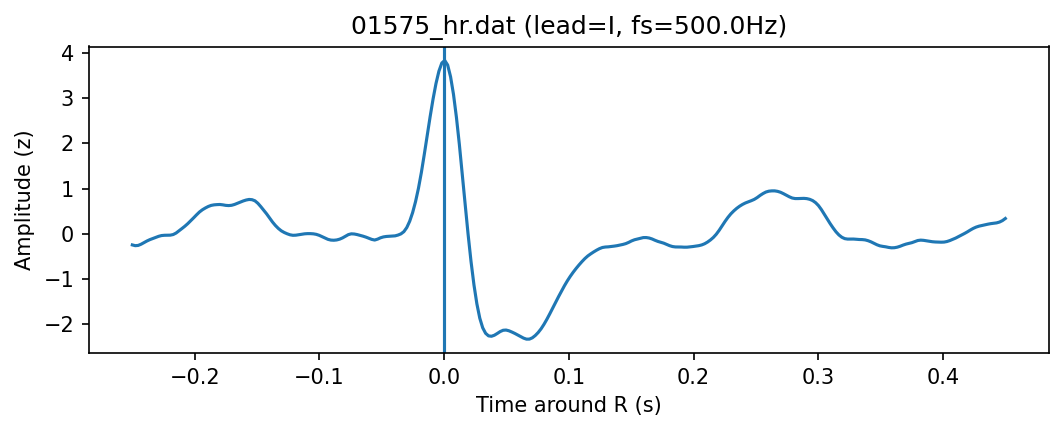 01575_hr.dat (lead=I, fs=500.0Hz)
Amplitude (z)
4
3
2
1
0
−1
−2
−0.2 −0.1 0.0 0.1 0.2 0.3 0.4
Time around R (s)